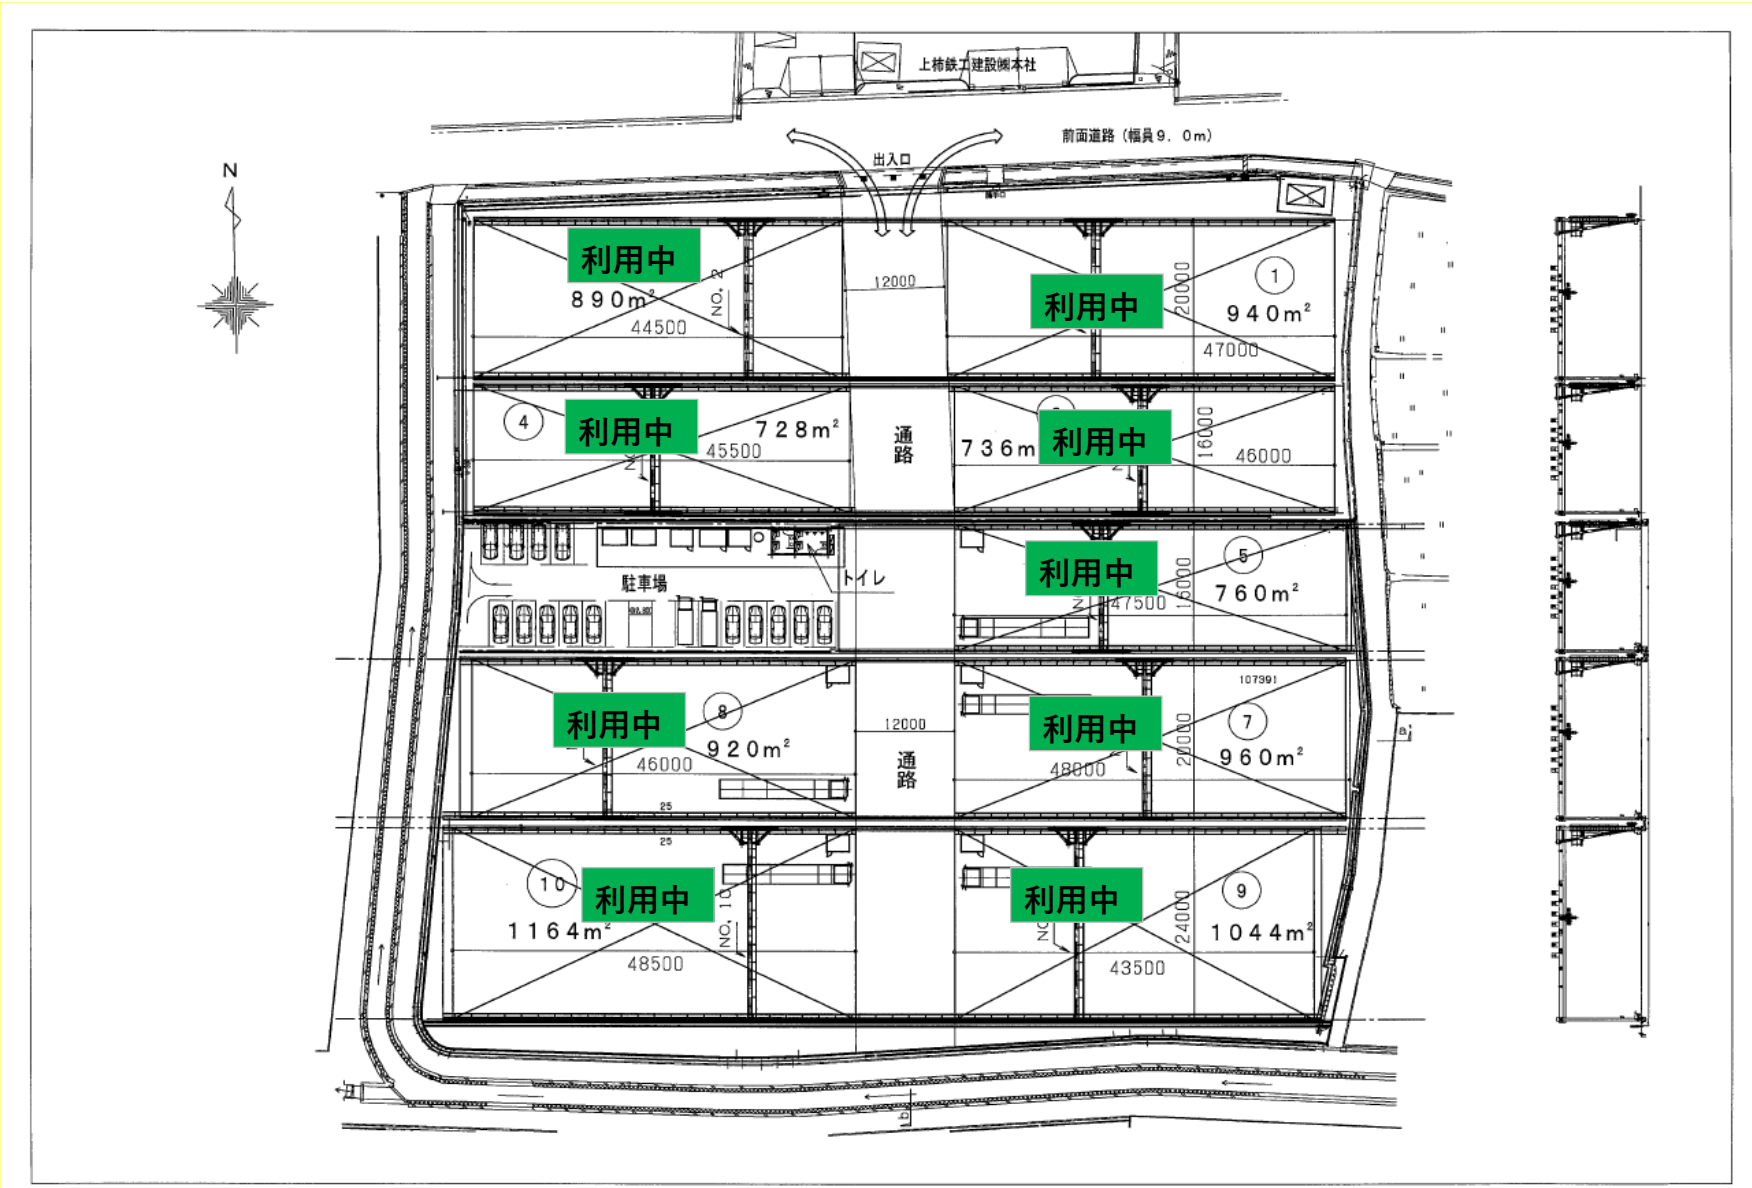 上柿鉄工建設㈱本社
前面道路（幅員９．０ｍ）
出入口
N
利用中
890m²
44500
NO. 2
12000
利用中
20000
1
940m²
47000
4
利用中
728m²
45500
通路
736m
利用中
16000
46000
駐車場
トイレ
利用中
5
760m²
47500
16000
利用中
8
920m²
46000
25
12000
通路
利用中
107391
7
960m²
48000
20000
a
25
10
利用中
1164m²
NO. 10
48500
利用中
9
1044m²
24000
43500
b